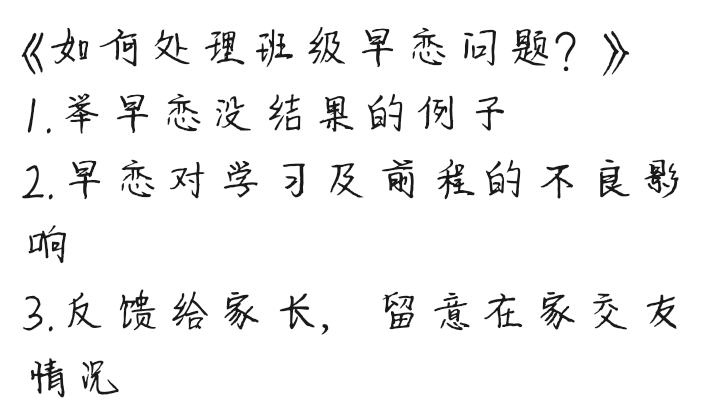 《如何处理班级早恋问题？》
1.举早恋没结果的例子
2.早恋对学习及前程的不良影
响
3.反馈给家长，留意在家交友
情况